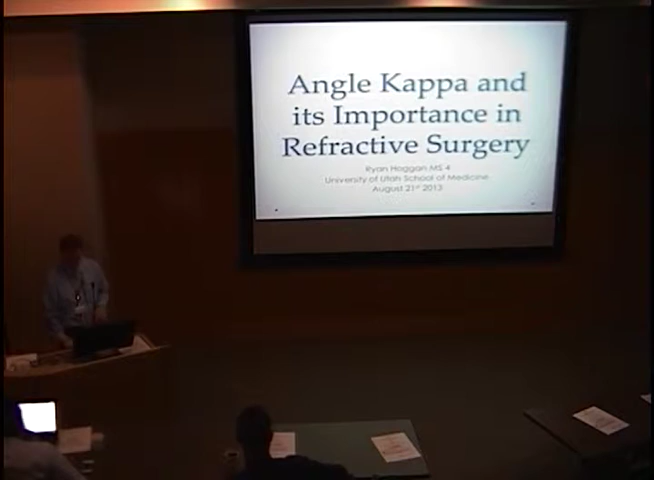 Angle Kappa and
its Importance in
Refractive Surgery
Ryan Hoggan MS 4
University of Utah School of Medicine
August 21st 2013